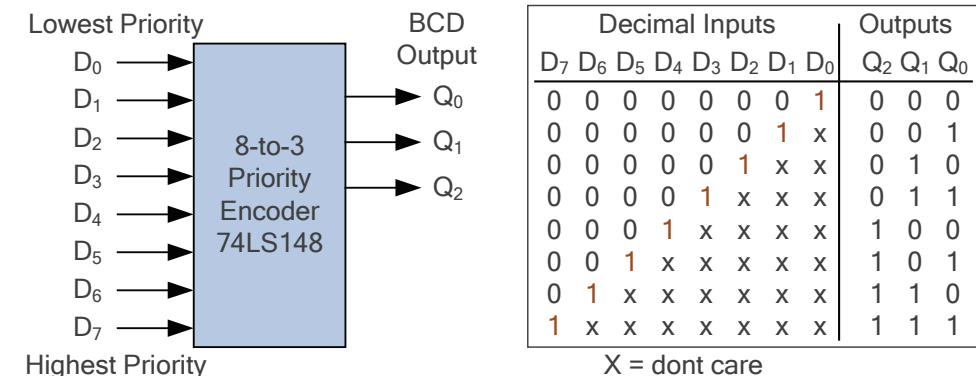 Lowest Priority
D₀
D₁
D₂
D₃
D₄
D₅
D₆
D₇
Highest Priority
8-to-3
Priority
Encoder
74LS148
BCD
Output
Q₀
Q₁
Q₂
Decimal Inputs Outputs
D₇ D₆ D₅ D₄ D₃ D₂ D₁ D₀ Q₂ Q₁ Q₀
0 0 0 0 0 0 0 1 0 0 0
0 0 0 0 0 0 1 x 0 0 1
0 0 0 0 0 1 x x 0 1 0
0 0 0 0 1 x x x 0 1 1
0 0 0 1 x x x x 1 0 0
0 0 1 x x x x x 1 0 1
0 1 x x x x x x 1 1 0
1 x x x x x x x 1 1 1
X = dont care